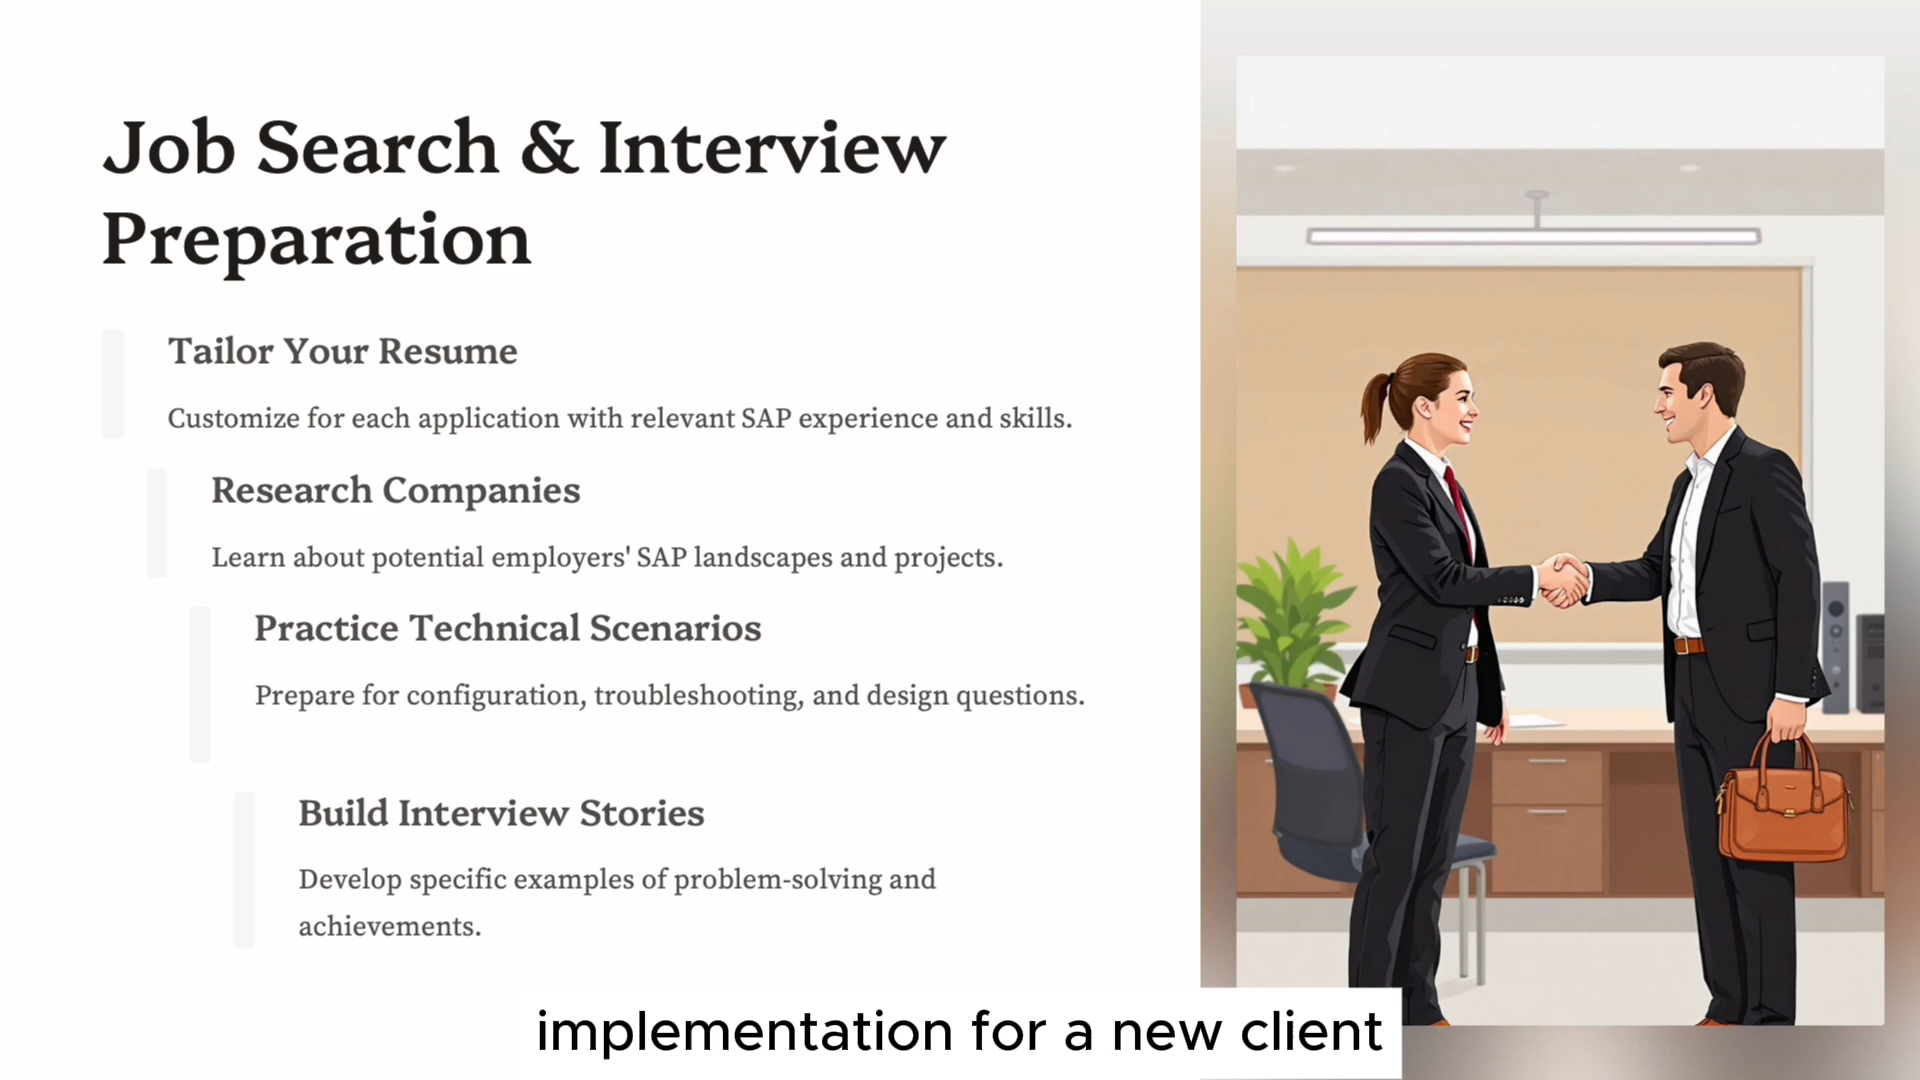 Job Search & Interview
Preparation
Tailor Your Resume
Customize for each application with relevant SAP experience and skills.
Research Companies
Learn about potential employers' SAP landscapes and projects.
Practice Technical Scenarios
Prepare for configuration, troubleshooting, and design questions.
Build Interview Stories
Develop specific examples of problem-solving and
achievements.
implementation for a new client